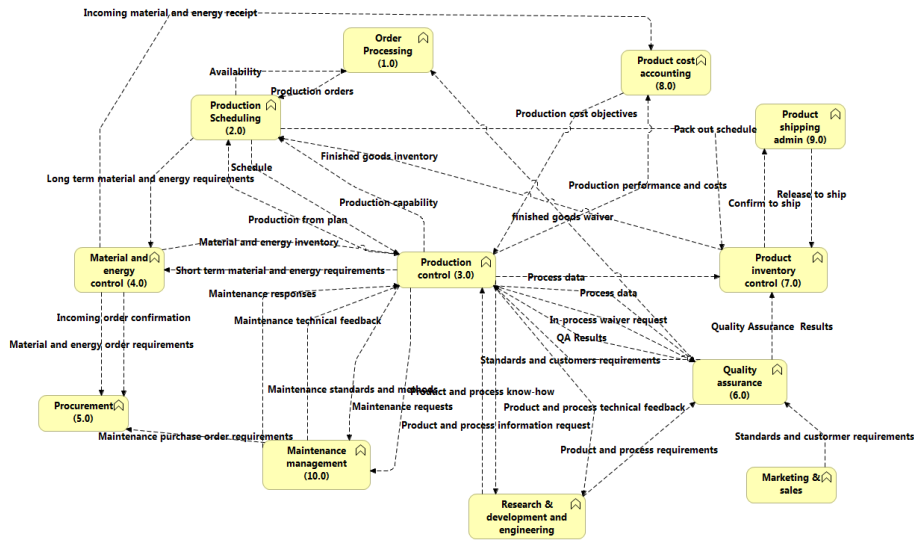 Incoming material and energy receipt
Order
Processing
(1.0)
Product cost
accounting
(8.0)
Availability
Production orders
Production
Scheduling
(2.0)
Production cost objectives
Product
shipping
admin (9.0)
Pack out schedule
Finished goods inventory
Schedule
Long term material and energy requirements
Production performance and costs
Release to ship
Confirm to ship
Production capability
Production from plan
finished goods waiver
Material and energy inventory
Material and
energy
control (4.0)
Short term material and energy requirements
Production
control (3.0)
Product
inventory
control (7.0)
Process data
Process data
Maintenance responses
Incoming order confirmation
Maintenance technical feedback
In-process waiver request
Quality Assurance  Results
QA Results
Material and energy order requirements
Standards and customers requirements
Quality
assurance
(6.0)
Maintenance standards and methods
Product and process know-how
Procurement
(5.0)
Maintenance requests
Product and process technical feedback
Product and process information request
Maintenance purchase order requirements
Standards and custormer requirements
Product and process requirements
Maintenance
management
(10.0)
Marketing &
sales
Research &
development and
engineering